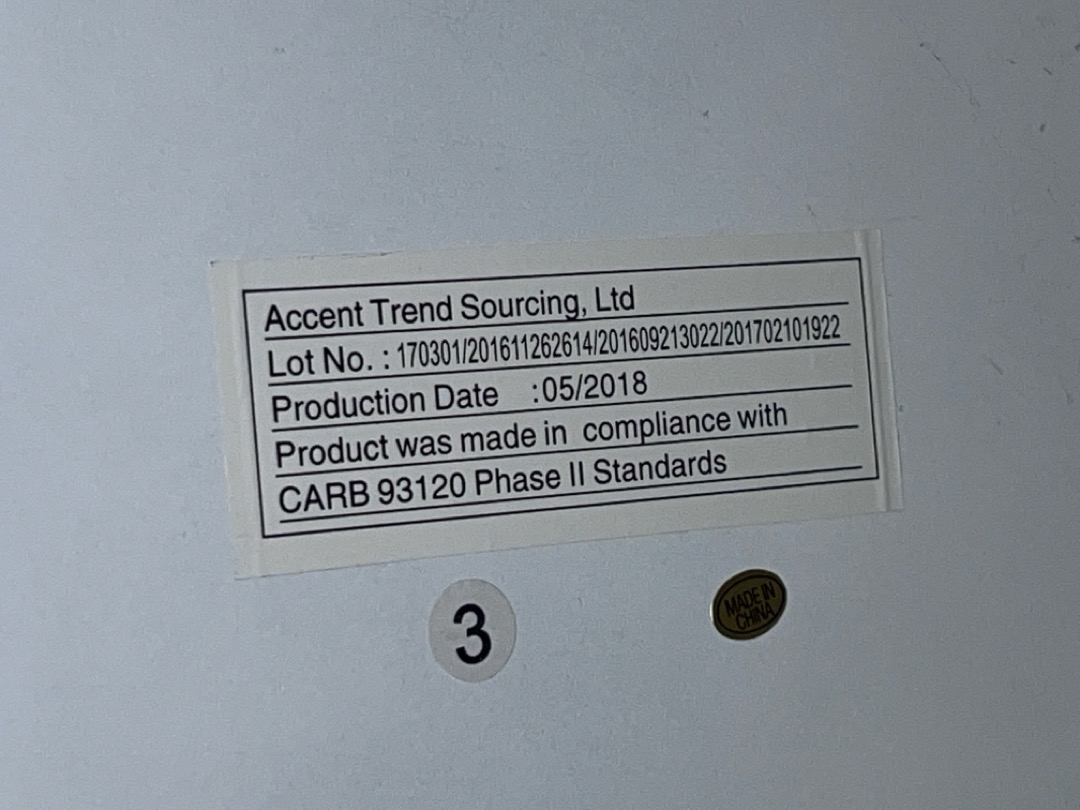 Accent Trend Sourcing, Ltd
Lot No. : 170301/201611262614/201609213022/201702101922
Production Date :05/2018
Product was made in compliance with
CARB 93120 Phase II Standards
3
MADE IN
CHINA